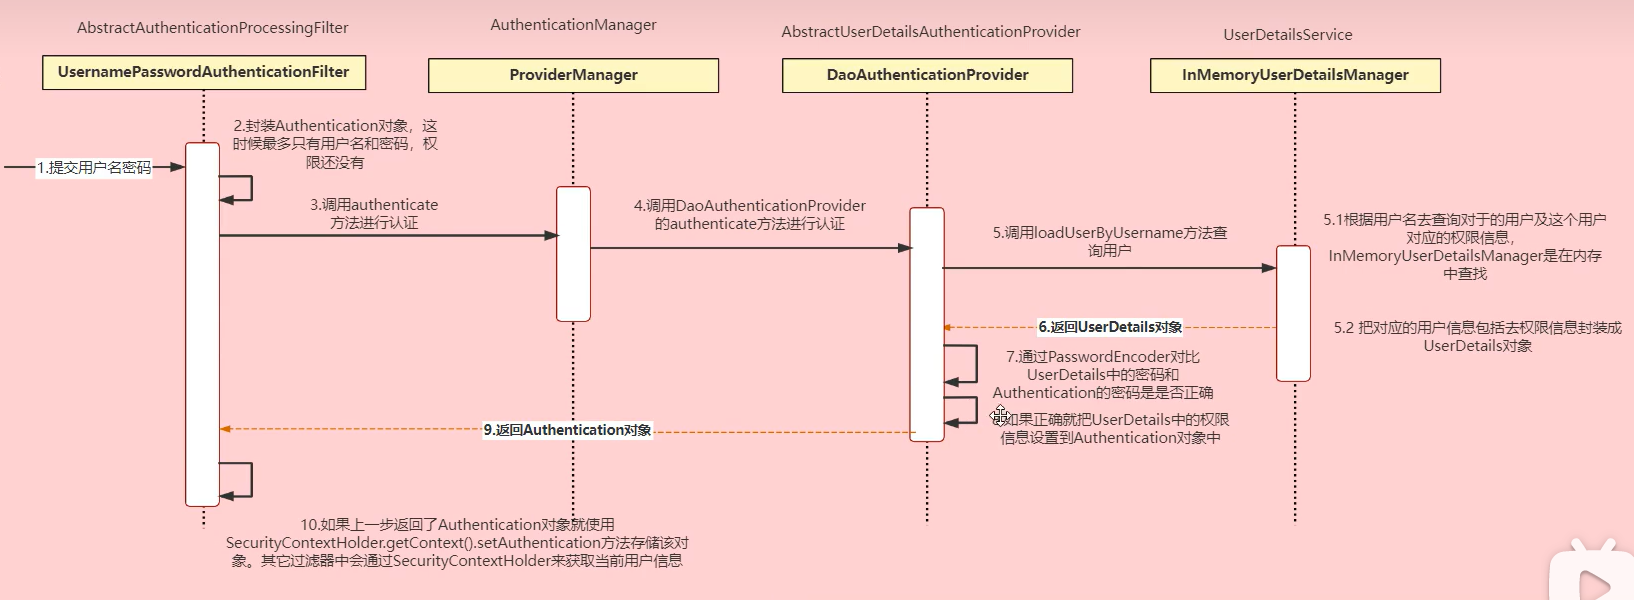 AbstractAuthenticationProcessingFilter
AuthenticationManager
AbstractUserDetailsAuthenticationProvider
UserDetailsService
UsernamePasswordAuthenticationFilter
ProviderManager
DaoAuthenticationProvider
InMemoryUserDetailsManager
1.提交用户名密码
2.封装Authentication对象，这
时候最多只有用户名和密码，权
限还没有
3.调用authenticate
方法进行认证
4.调用DaoAuthenticationProvider
的authenticate方法进行认证
5.调用loadUserByUsername方法查
询用户
5.1根据用户名去查询对于的用户及这个用户
对应的权限信息，
InMemoryUserDetailsManager是在内存
中查找
5.2 把对应的用户信息包括去权限信息封装成
UserDetails对象
6.返回UserDetails对象
7.通过PasswordEncoder对比
UserDetails中的密码和
Authentication的密码是是否正确
如果正确就把UserDetails中的权限
信息设置到Authentication对象中
9.返回Authentication对象
10.如果上一步返回了Authentication对象就使用
SecurityContextHolder.getContext().setAuthentication方法存储该对
象。其它过滤器中会通过SecurityContextHolder来获取当前用户信息